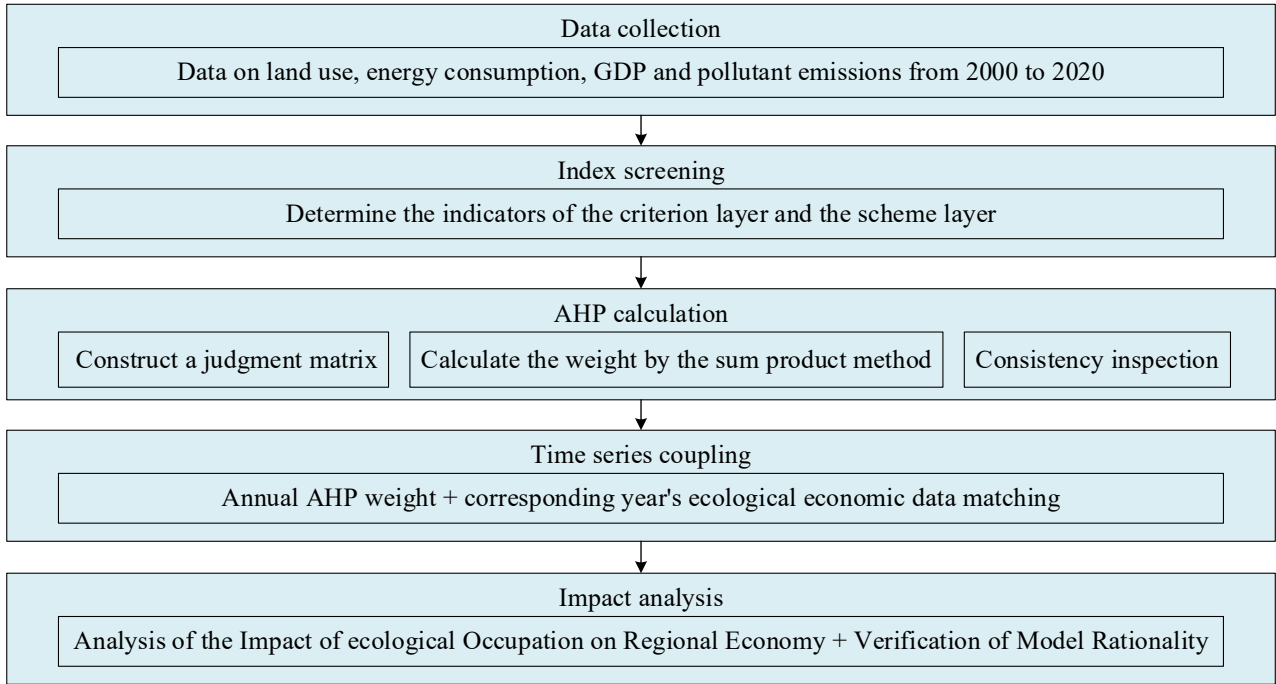 Data collection
Data on land use, energy consumption, GDP and pollutant emissions from 2000 to 2020
Index screening
Determine the indicators of the criterion layer and the scheme layer
AHP calculation
Construct a judgment matrix
Calculate the weight by the sum product method
Consistency inspection
Time series coupling
Annual AHP weight + corresponding year's ecological economic data matching
Impact analysis
Analysis of the Impact of ecological Occupation on Regional Economy + Verification of Model Rationality